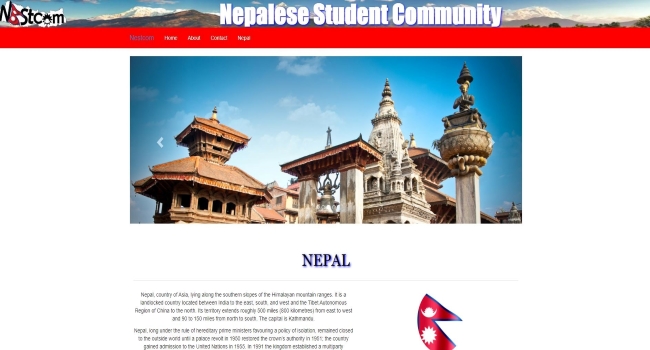 Nastcom
Nepalese Student Community
Nastcom Home About Contact Nepal
NEPAL
Nepal, country of Asia, lying along the southern slopes of the Himalayan mountain ranges. It is a
landlocked country located between India to the east, south, and west and the Tibet Autonomous
Region of China to the north. Its territory extends roughly 500 miles (800 kilometres) from east to west
and 90 to 150 miles from north to south. The capital is Kathmandu.
Nepal, long under the rule of hereditary prime ministers favouring a policy of isolation, remained closed
to the outside world until a palace revolt in 1950 restored the crown's authority in 1951; the country
gained admission to the United Nations in 1955. In 1991 the kingdom established a multiparty